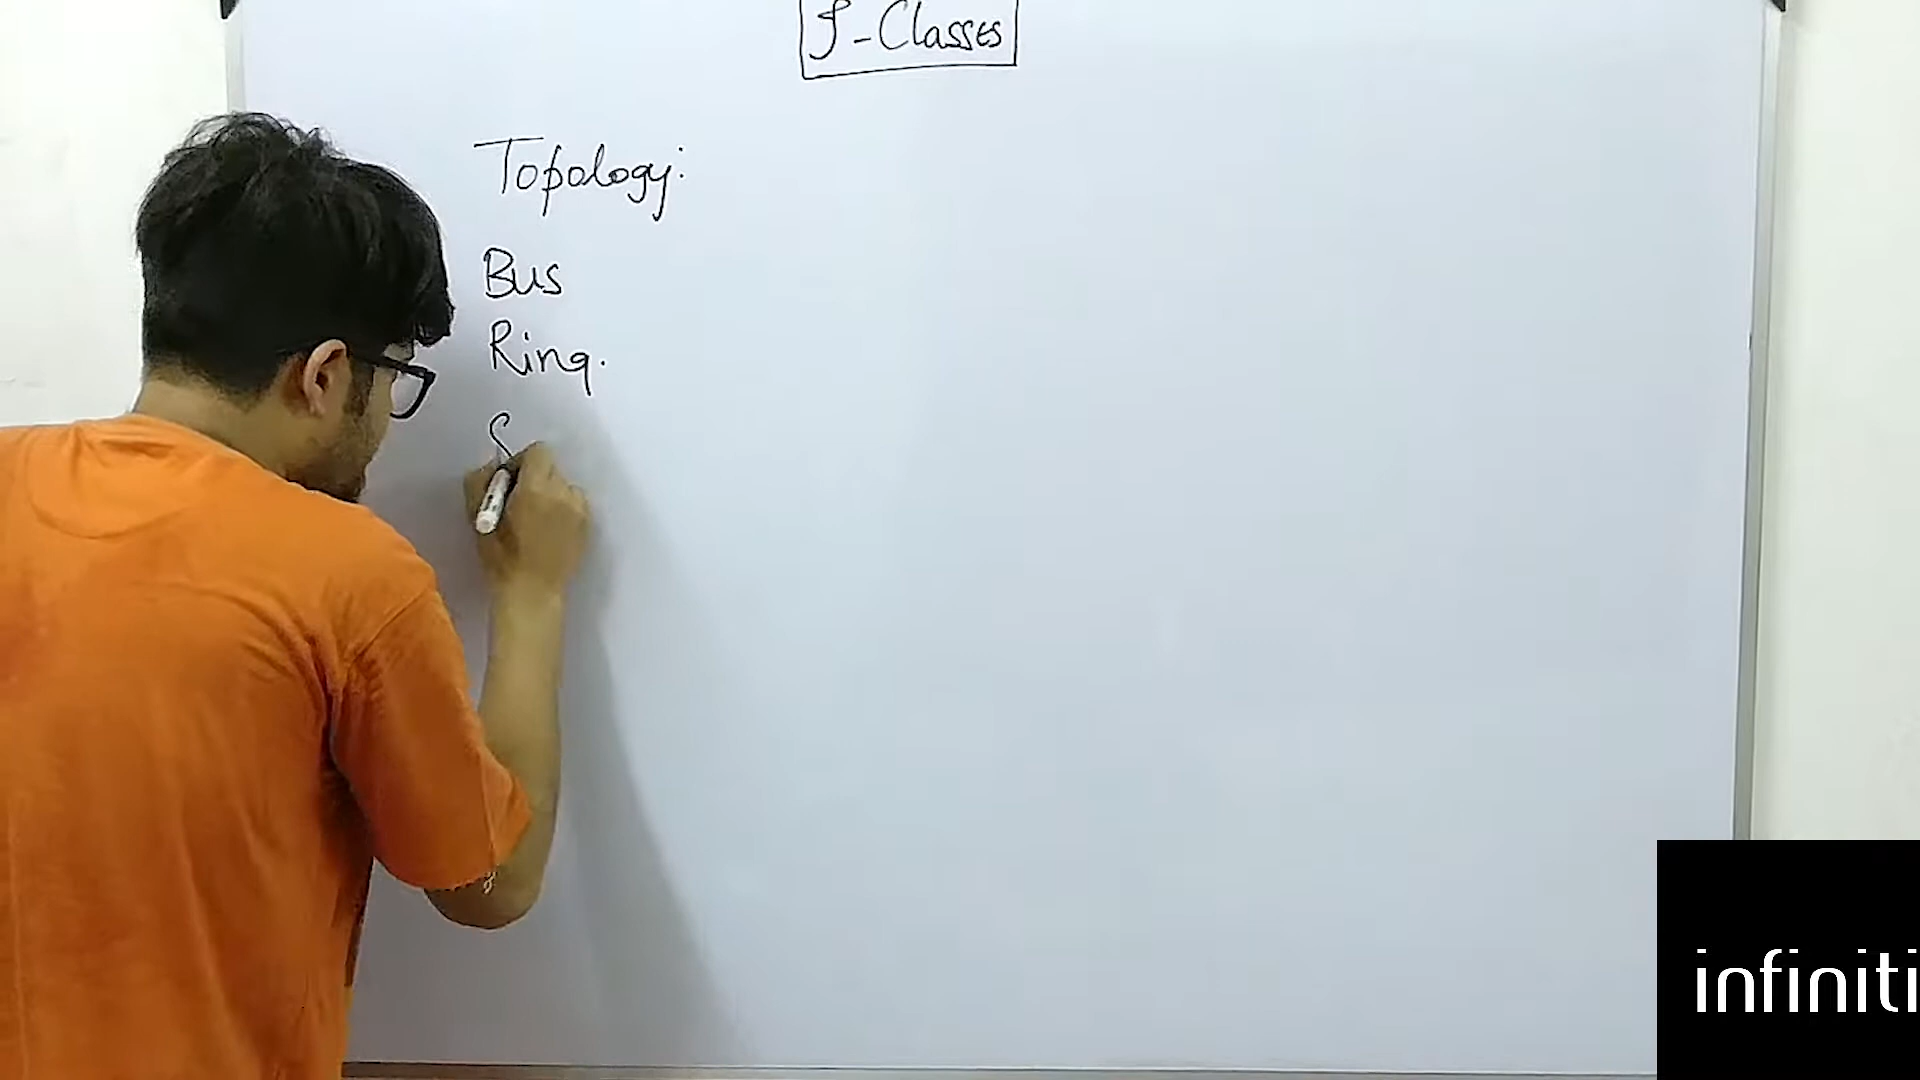 J-Classes
Topology:
Bus
Ring.
S
infiniti